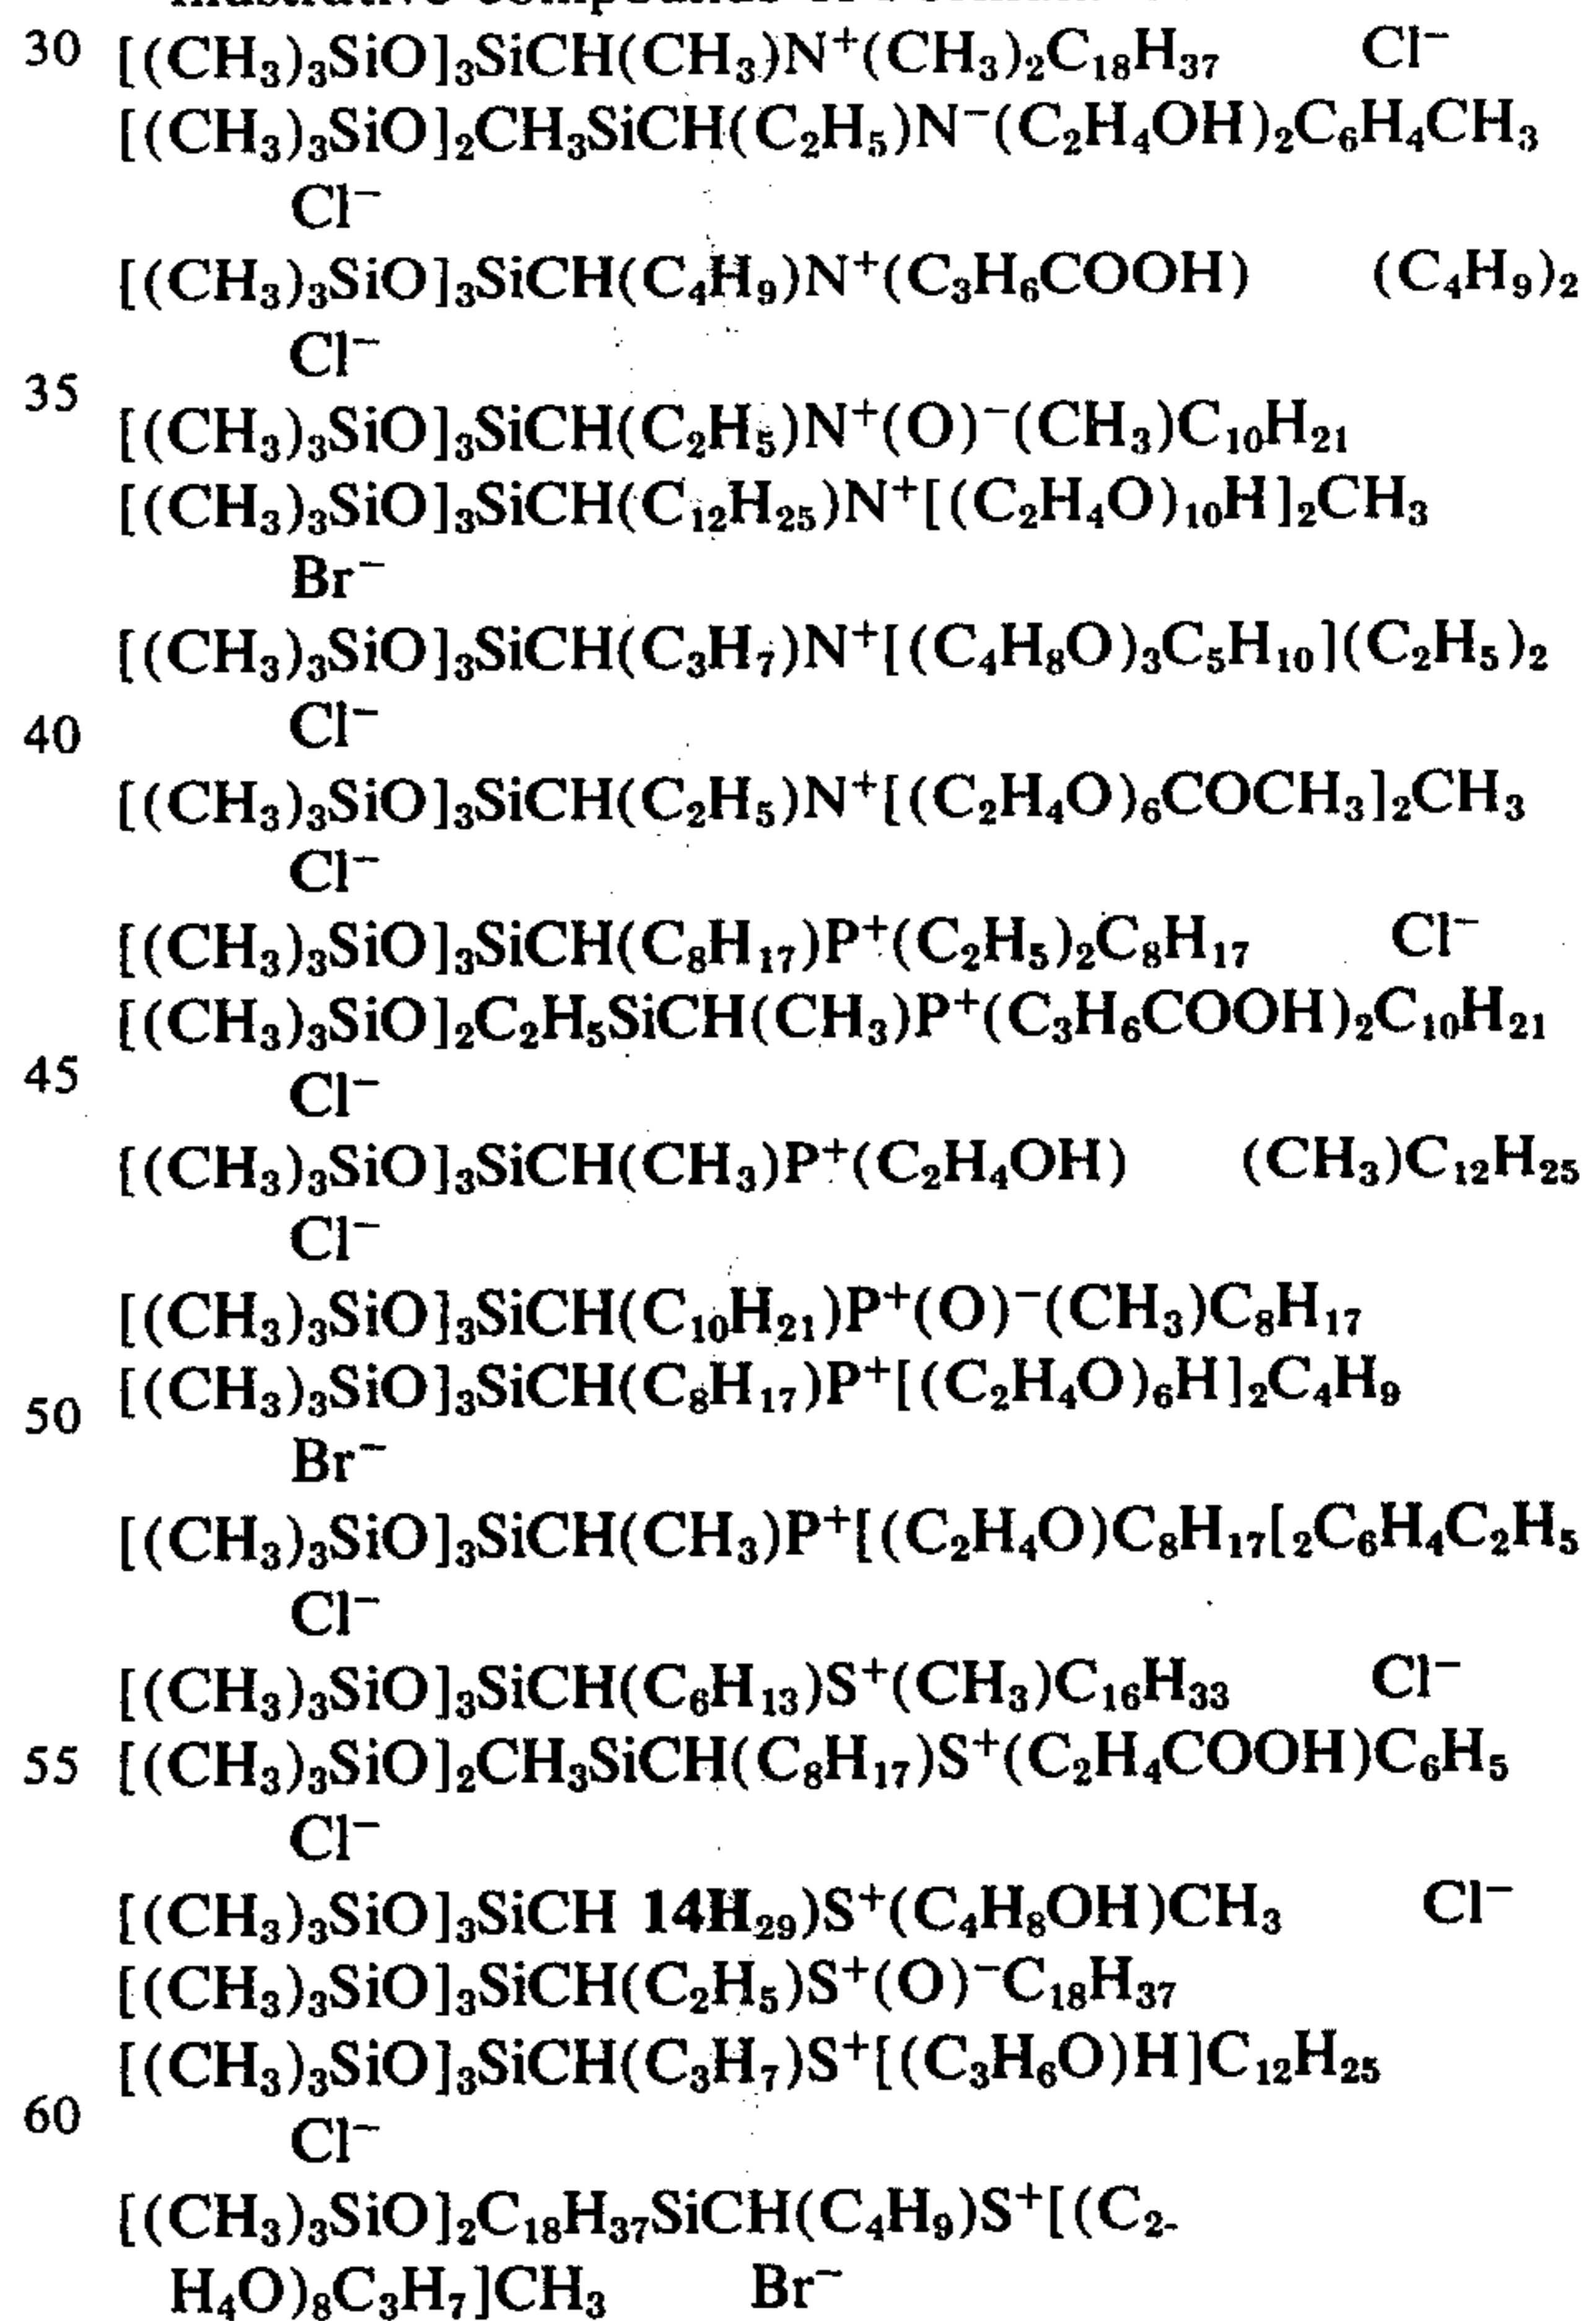 30 [(CH₃)₃SiO]₃SiCH(CH₃)N⁺(CH₃)₂C₁₈H₃₇ Cl⁻
[(CH₃)₃SiO]₂CH₃SiCH(C₂H₅)N⁻(C₂H₄OH)₂C₆H₄CH₃
Cl⁻
[(CH₃)₃SiO]₃SiCH(C₄H₉)N⁺(C₃H₆COOH) (C₄H₉)₂
Cl⁻
35
[(CH₃)₃SiO]₃SiCH(C₂H₅)N⁺(O)⁻(CH₃)C₁₀H₂₁
[(CH₃)₃SiO]₃SiCH(C₁₂H₂₅)N⁺[(C₂H₄O)₁₀H]₂CH₃
Br⁻
[(CH₃)₃SiO]₃SiCH(C₃H₇)N⁺[(C₄H₈O)₃C₅H₁₀](C₂H₅)₂
40 Cl⁻
[(CH₃)₃SiO]₃SiCH(C₂H₅)N⁺[(C₂H₄O)₆COCH₃]₂CH₃
Cl⁻
[(CH₃)₃SiO]₃SiCH(C₈H₁₇)P⁺(C₂H₅)₂C₈H₁₇ Cl⁻
[(CH₃)₃SiO]₂C₂H₅SiCH(CH₃)P⁺(C₃H₆COOH)₂C₁₀H₂₁
45 Cl⁻
[(CH₃)₃SiO]₃SiCH(CH₃)P⁺(C₂H₄OH) (CH₃)C₁₂H₂₅
Cl⁻
[(CH₃)₃SiO]₃SiCH(C₁₀H₂₁)P⁺(O)⁻(CH₃)C₈H₁₇
50 [(CH₃)₃SiO]₃SiCH(C₈H₁₇)P⁺[(C₂H₄O)₆H]₂C₄H₉
Br⁻
[(CH₃)₃SiO]₃SiCH(CH₃)P⁺[(C₂H₄O)C₈H₁₇[₂C₆H₄C₂H₅
Cl⁻
[(CH₃)₃SiO]₃SiCH(C₆H₁₃)S⁺(CH₃)C₁₆H₃₃ Cl⁻
55 [(CH₃)₃SiO]₂CH₃SiCH(C₈H₁₇)S⁺(C₂H₄COOH)C₆H₅
Cl⁻
[(CH₃)₃SiO]₃SiCH 14H₂₉)S⁺(C₄H₈OH)CH₃ Cl⁻
[(CH₃)₃SiO]₃SiCH(C₂H₅)S⁺(O)⁻C₁₈H₃₇
[(CH₃)₃SiO]₃SiCH(C₃H₇)S⁺[(C₃H₆O)H]C₁₂H₂₅
60 Cl⁻
[(CH₃)₃SiO]₂C₁₈H₃₇SiCH(C₄H₉)S⁺[(C₂-
H₄O)₈C₃H₇]CH₃ Br⁻